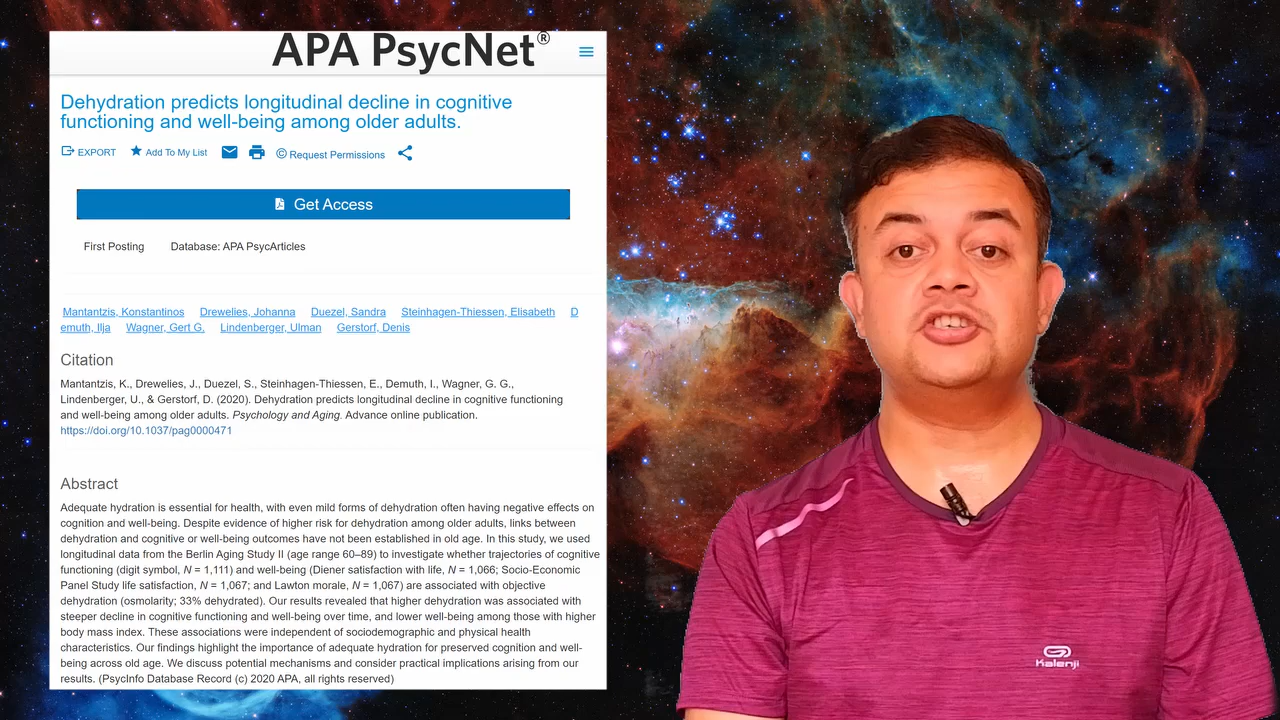 APA PsycNet®
Dehydration predicts longitudinal decline in cognitive
functioning and well-being among older adults.
EXPORT Add To My List © Request Permissions
Get Access
First Posting Database: APA PsycArticles
Mantantzis, Konstantinos Drewelies, Johanna Duezel, Sandra Steinhagen-Thiessen, Elisabeth D
emuth, Ilja Wagner, Gert G. Lindenberger, Ulman Gerstorf, Denis
Citation
Mantantzis, K., Drewelies, J., Duezel, S., Steinhagen-Thiessen, E., Demuth, I., Wagner, G. G.,
Lindenberger, U., & Gerstorf, D. (2020). Dehydration predicts longitudinal decline in cognitive functioning
and well-being among older adults. Psychology and Aging. Advance online publication.
https://doi.org/10.1037/pag0000471
Abstract
Adequate hydration is essential for health, with even mild forms of dehydration often having negative effects on
cognition and well-being. Despite evidence of higher risk for dehydration among older adults, links between
dehydration and cognitive or well-being outcomes have not been established in old age. In this study, we used
longitudinal data from the Berlin Aging Study II (age range 60–89) to investigate whether trajectories of cognitive
functioning (digit symbol, N = 1,111) and well-being (Diener satisfaction with life, N = 1,066; Socio-Economic
Panel Study life satisfaction, N = 1,067; and Lawton morale, N = 1,067) are associated with objective
dehydration (osmolarity; 33% dehydrated). Our results revealed that higher dehydration was associated with
steeper decline in cognitive functioning and well-being over time, and lower well-being among those with higher
body mass index. These associations were independent of sociodemographic and physical health
characteristics. Our findings highlight the importance of adequate hydration for preserved cognition and well-
being across old age. We discuss potential mechanisms and consider practical implications arising from our
results. (PsycInfo Database Record (c) 2020 APA, all rights reserved)
Kalenji